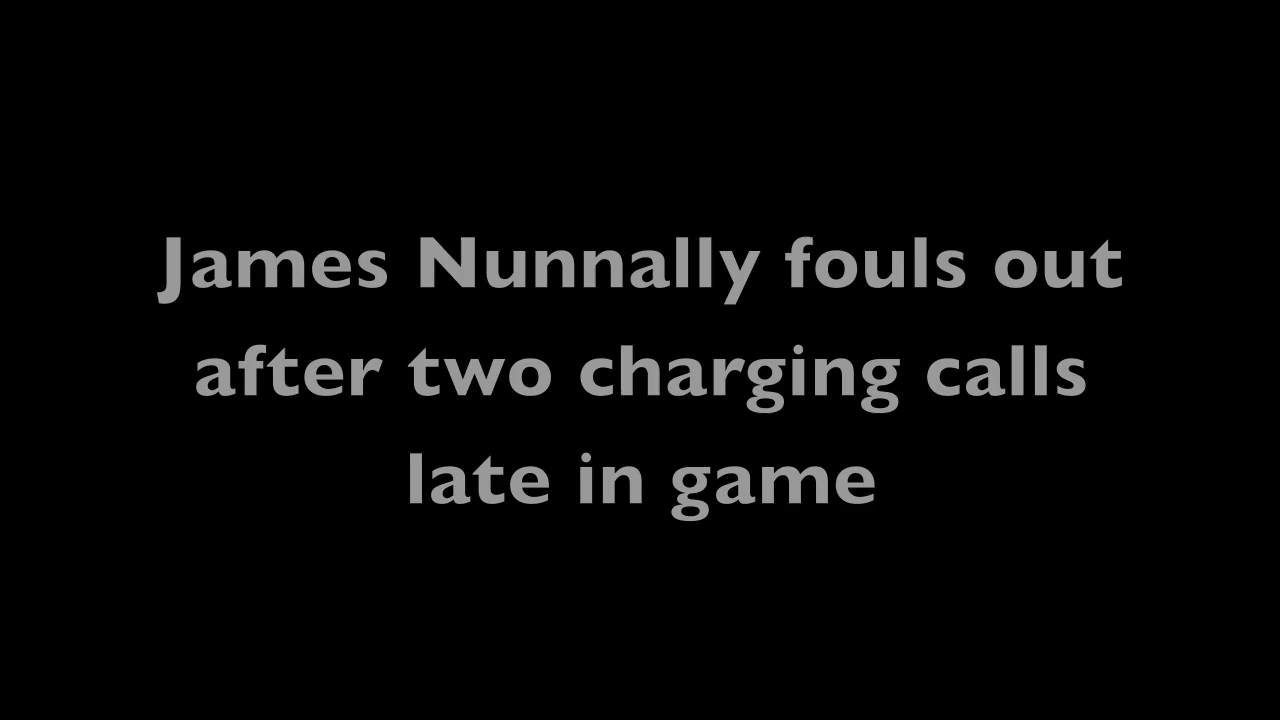 James Nunnally fouls out
after two charging calls
late in game